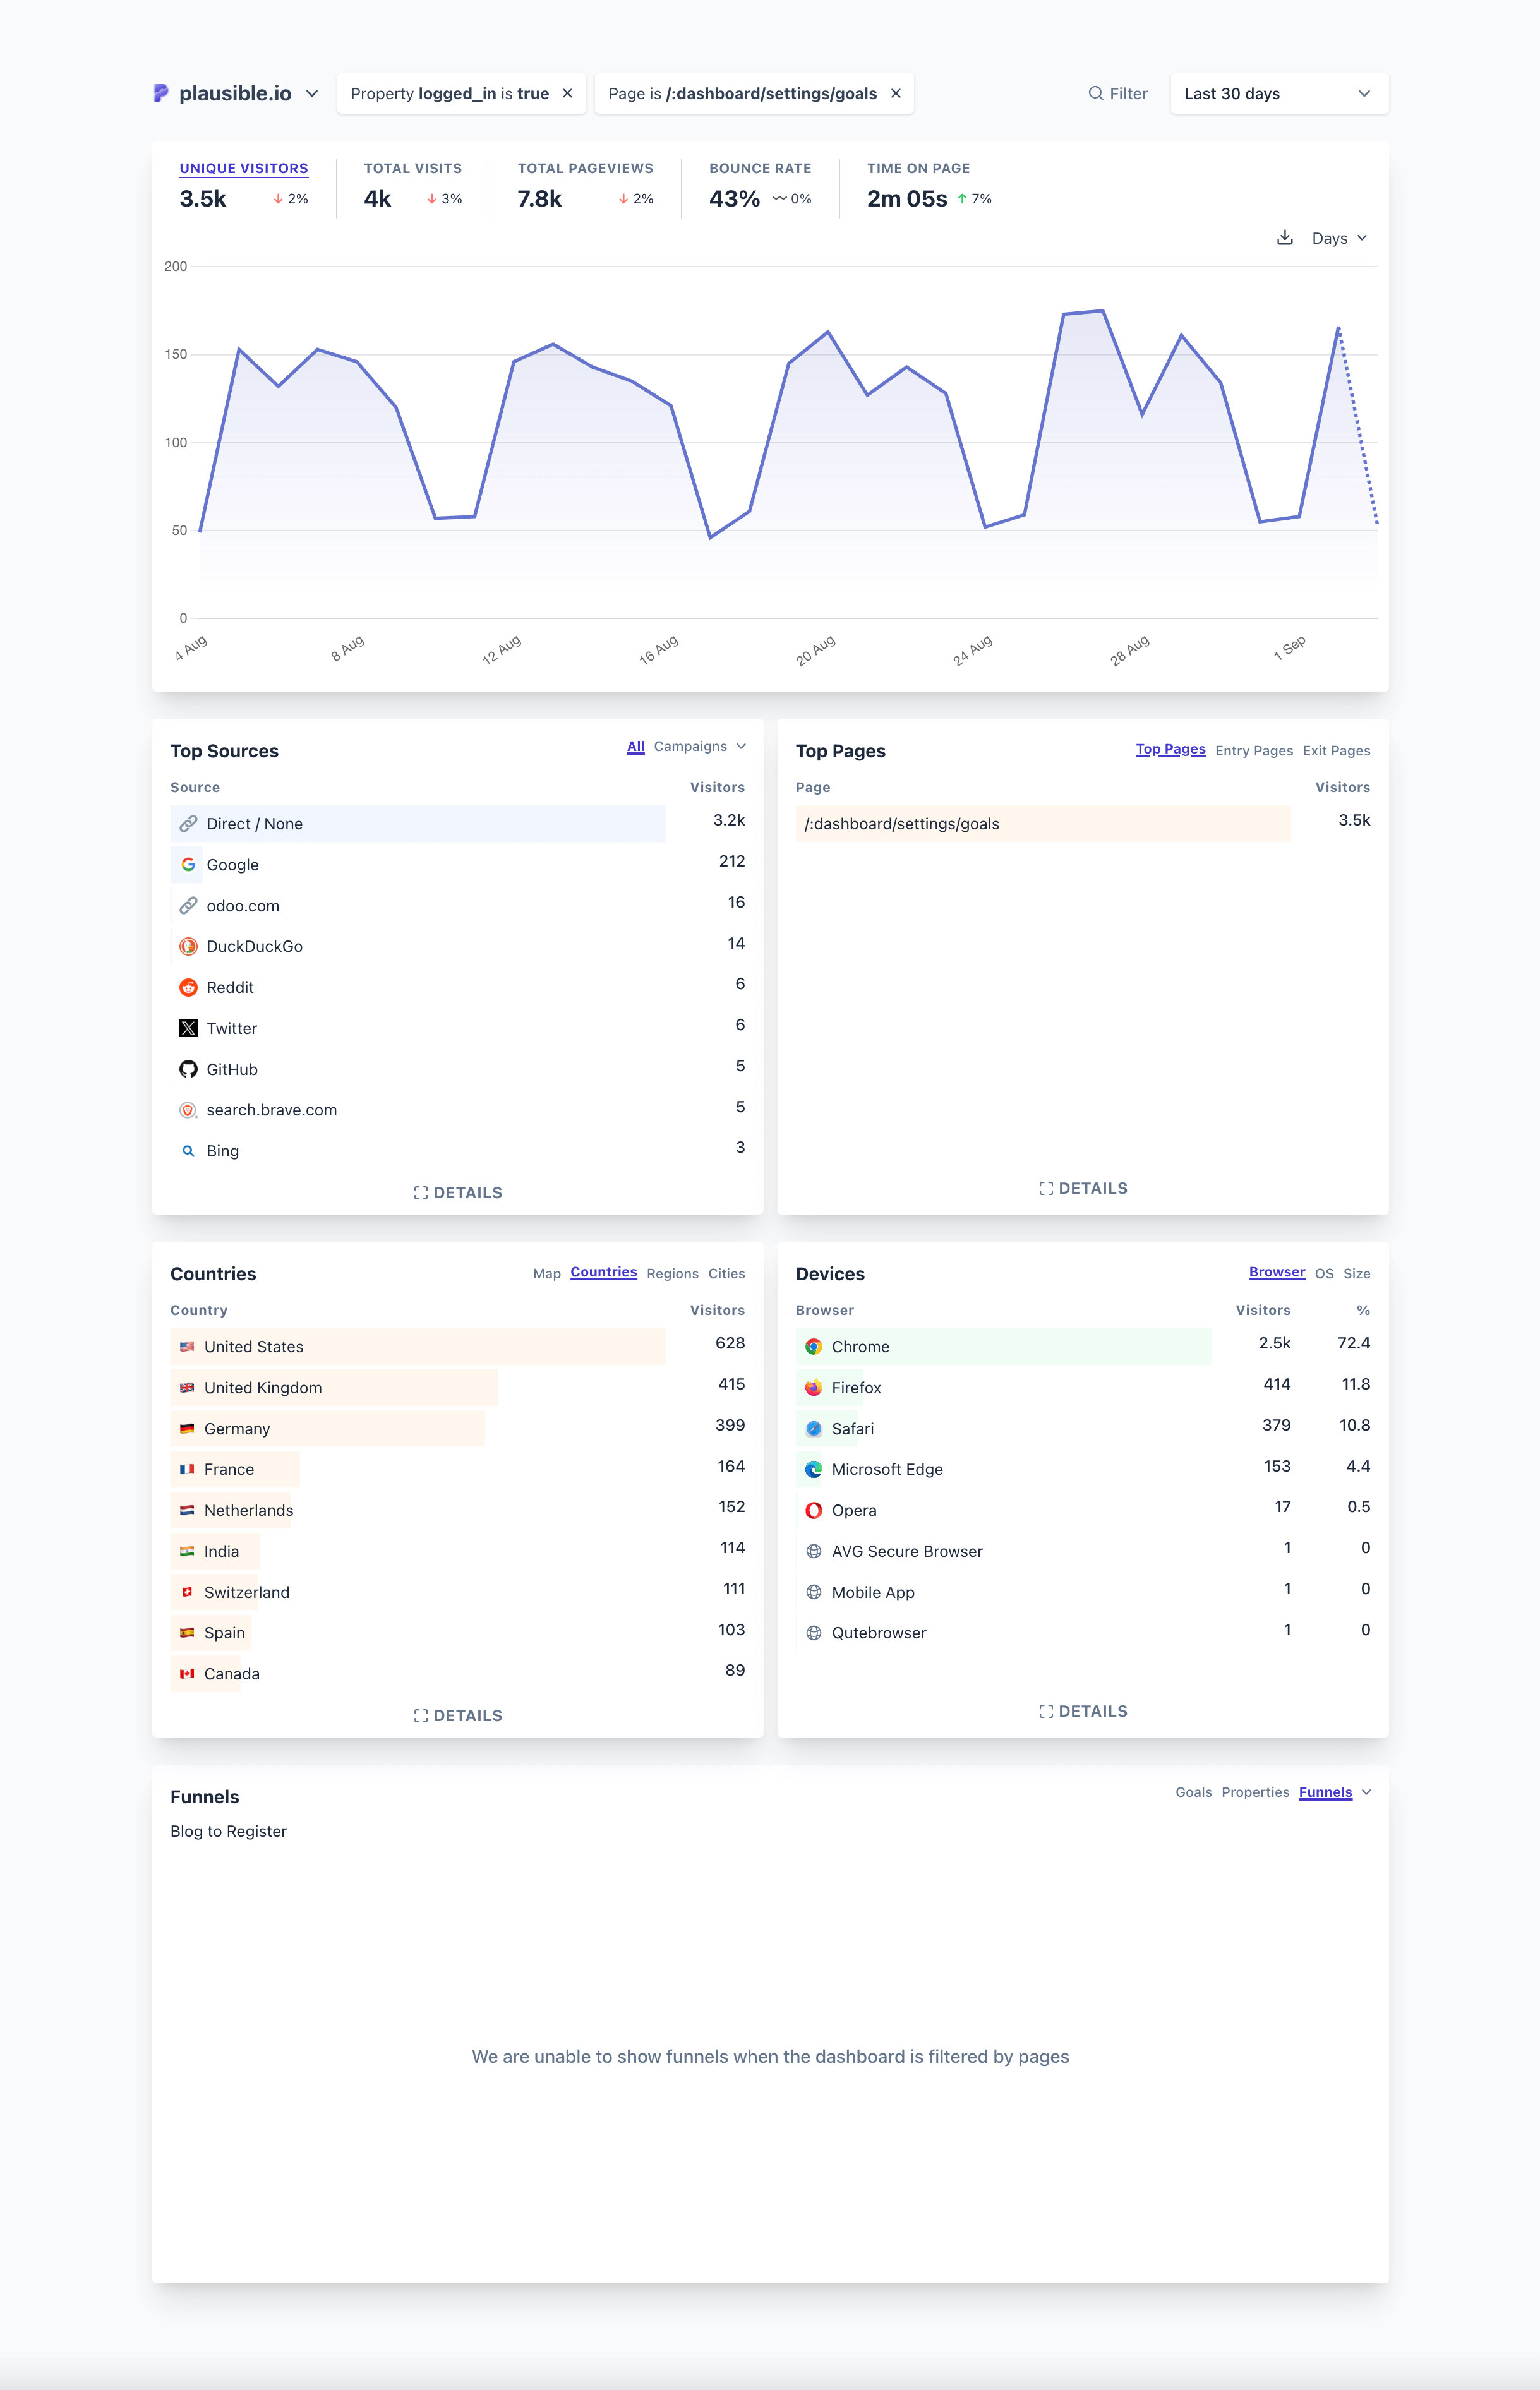 plausible.io
Property logged_in is true ×
Page is /:dashboard/settings/goals ×
Filter
Last 30 days
UNIQUE VISITORS
3.5k ↓ 2%
TOTAL VISITS
4k ↓ 3%
TOTAL PAGEVIEWS
7.8k ↓ 2%
BOUNCE RATE
43% 〰 0%
TIME ON PAGE
2m 05s ↑ 7%
Days
200
150
100
50
0
4 Aug
8 Aug
12 Aug
16 Aug
20 Aug
24 Aug
28 Aug
1 Sep
Top Sources
All Campaigns
Source Visitors
Direct / None 3.2k
Google 212
odoo.com 16
DuckDuckGo 14
Reddit 6
Twitter 6
GitHub 5
search.brave.com 5
Bing 3
DETAILS
Top Pages
Top Pages Entry Pages Exit Pages
Page Visitors
/:dashboard/settings/goals 3.5k
DETAILS
Countries
Map Countries Regions Cities
Country Visitors
United States 628
United Kingdom 415
Germany 399
France 164
Netherlands 152
India 114
Switzerland 111
Spain 103
Canada 89
DETAILS
Devices
Browser OS Size
Browser Visitors %
Chrome 2.5k 72.4
Firefox 414 11.8
Safari 379 10.8
Microsoft Edge 153 4.4
Opera 17 0.5
AVG Secure Browser 1 0
Mobile App 1 0
Qutebrowser 1 0
DETAILS
Funnels
Goals Properties Funnels
Blog to Register
We are unable to show funnels when the dashboard is filtered by pages